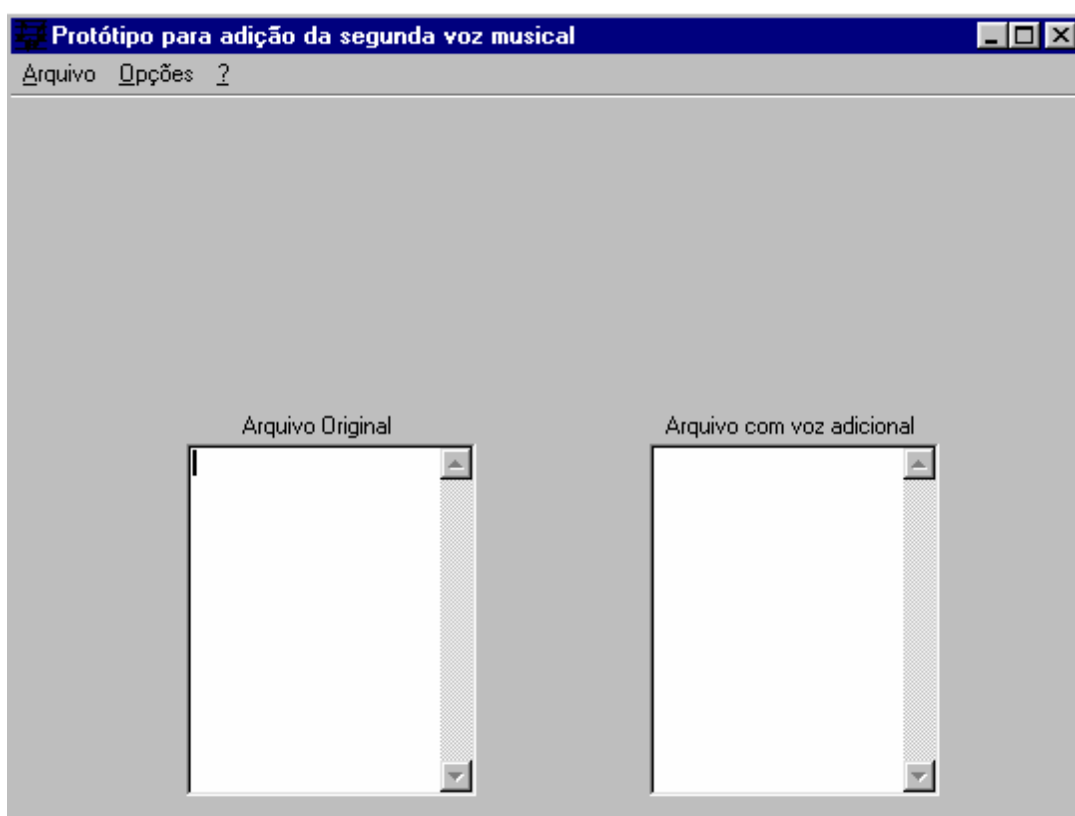 Protótipo para adição da segunda voz musical
Arquivo Opções ?
Arquivo Original Arquivo com voz adicional